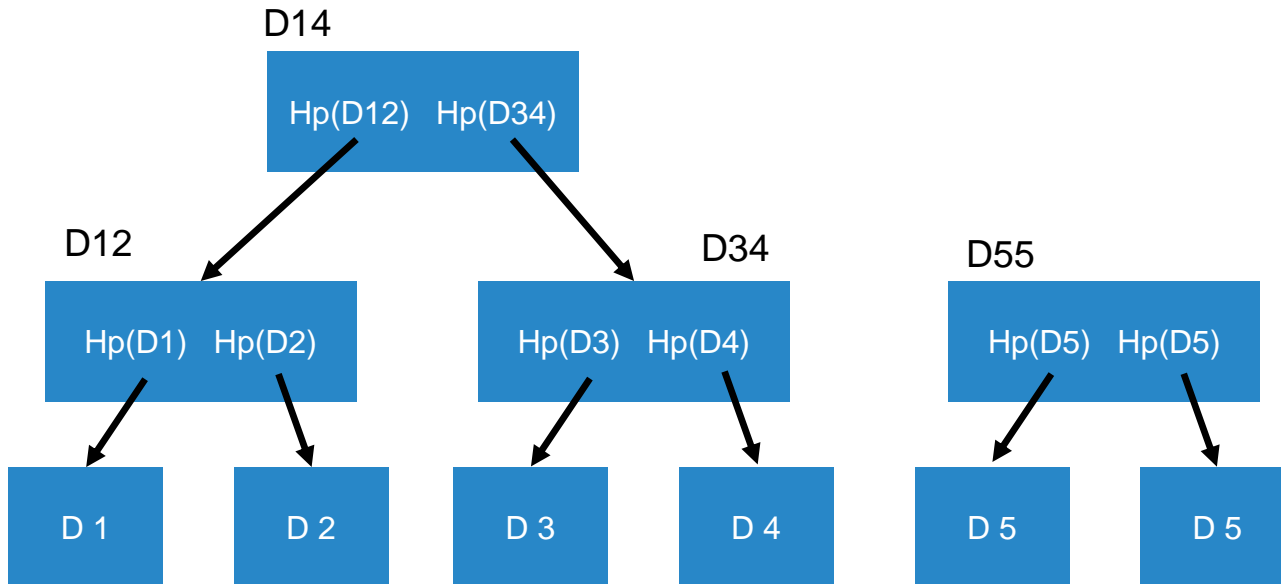 D14
Hp(D12) Hp(D34)
D12
D34
D55
Hp(D1) Hp(D2)
Hp(D3) Hp(D4)
Hp(D5) Hp(D5)
D 1
D 2
D 3
D 4
D 5
D 5